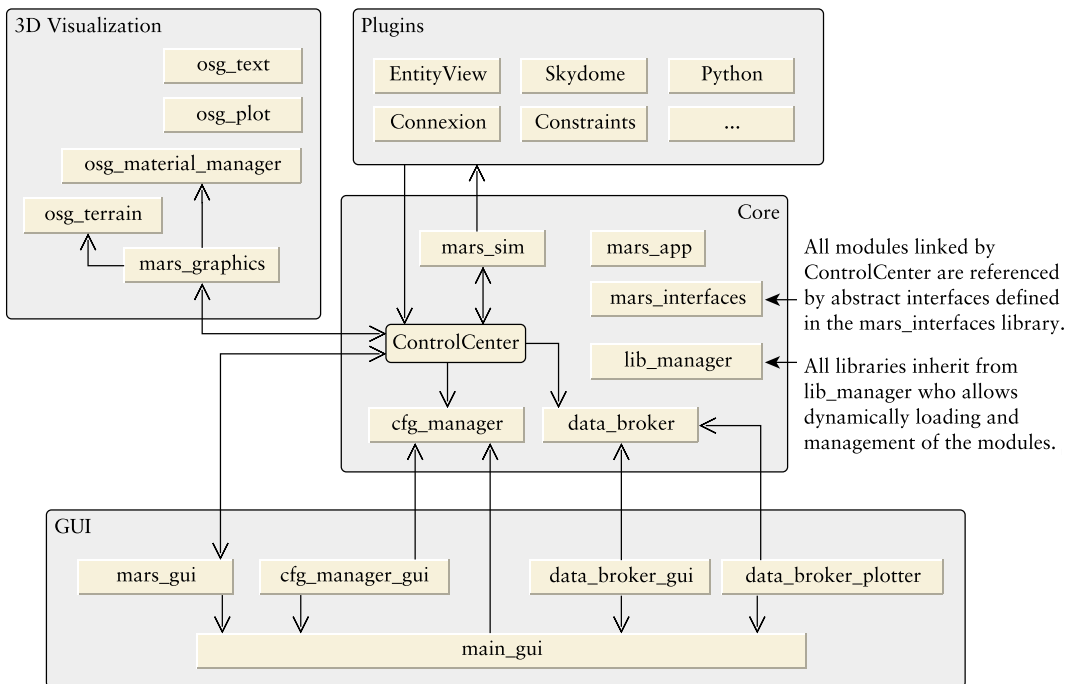 3D Visualization
osg_text
osg_plot
osg_material_manager
osg_terrain
mars_graphics
Plugins
EntityView
Skydome
Python
Connexion
Constraints
...
Core
mars_sim
mars_app
mars_interfaces
ControlCenter
lib_manager
cfg_manager
data_broker
All modules linked by
ControlCenter are referenced
by abstract interfaces defined
in the mars_interfaces library.
All libraries inherit from
lib_manager who allows
dynamically loading and
management of the modules.
GUI
mars_gui
cfg_manager_gui
data_broker_gui
data_broker_plotter
main_gui